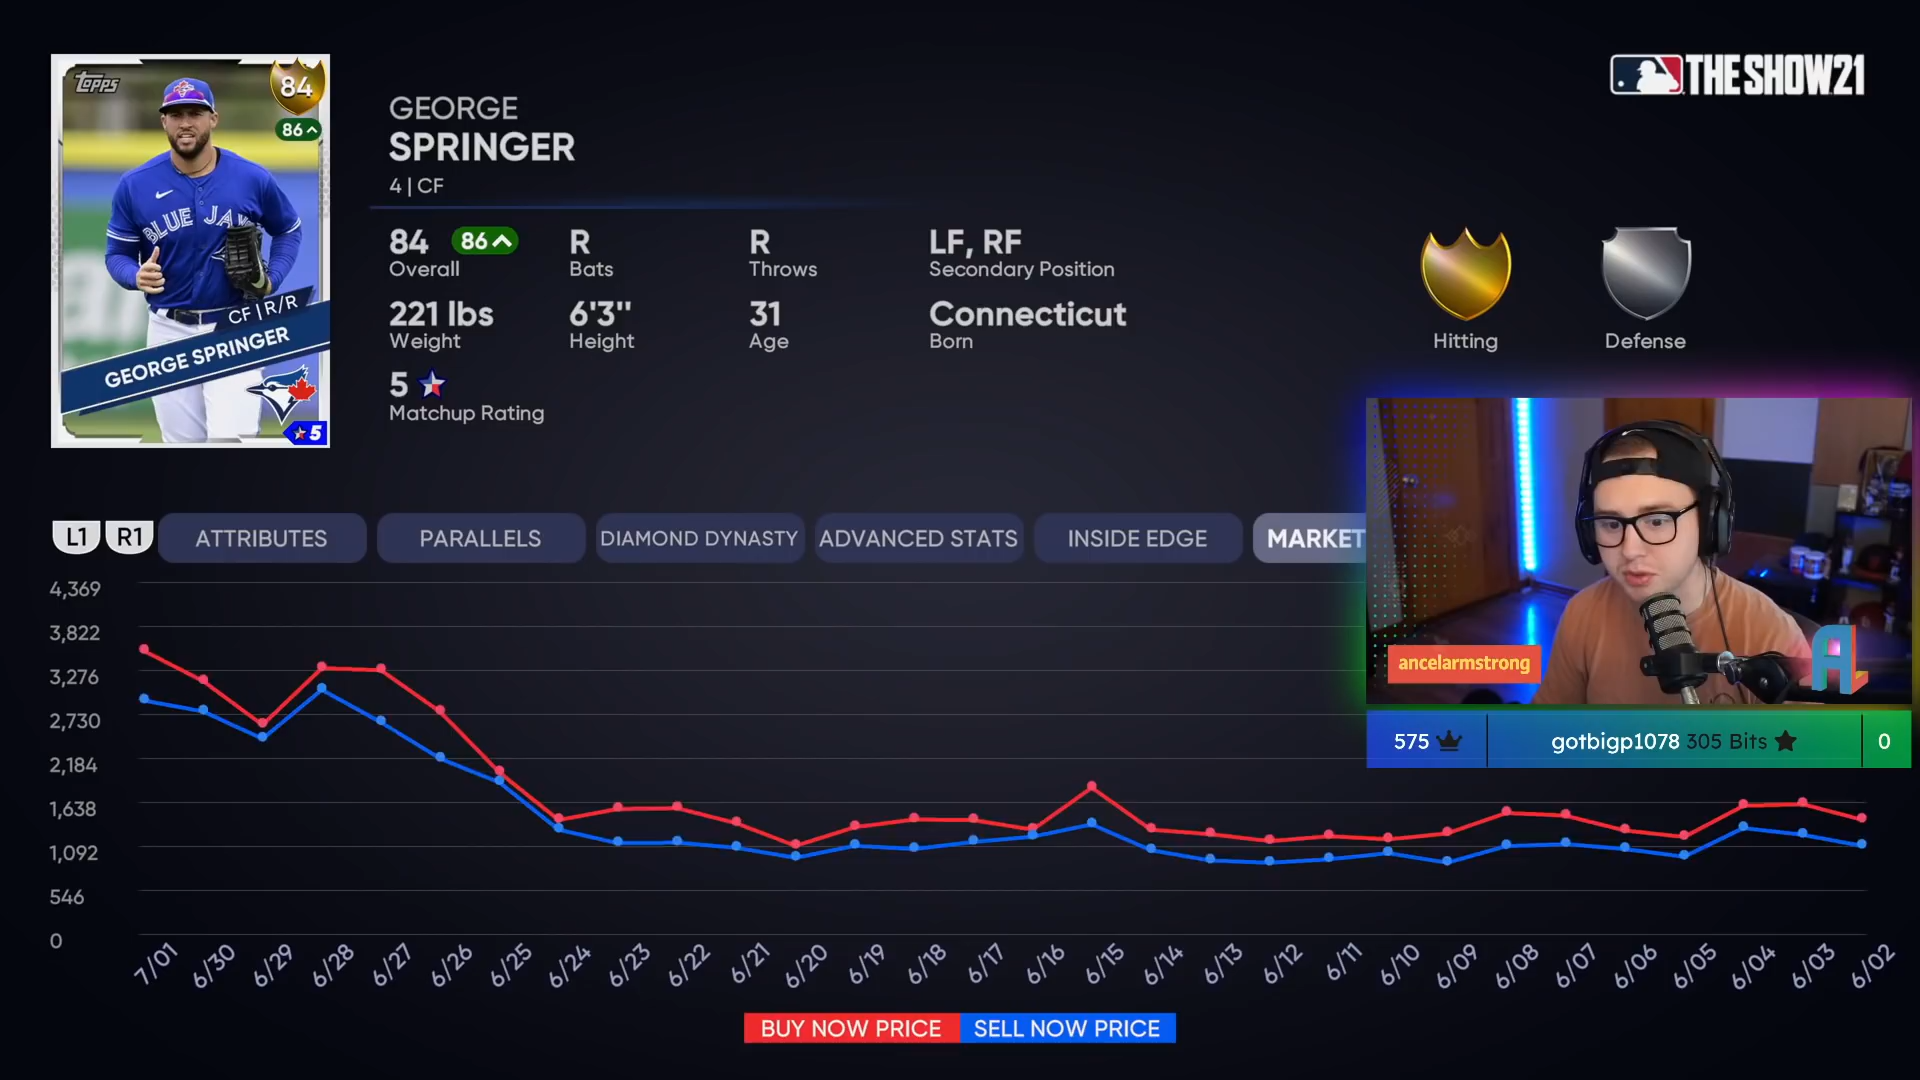 Topps
84
86
BLUE JAYS
CF | R/R
GEORGE SPRINGER
5
GEORGE
SPRINGER
4 | CF
84 86
Overall
R
Bats
R
Throws
LF, RF
Secondary Position
221 lbs
Weight
6'3"
Height
31
Age
Connecticut
Born
5
Matchup Rating
THE SHOW 21
Hitting
Defense
L1 R1 ATTRIBUTES PARALLELS DIAMOND DYNASTY ADVANCED STATS INSIDE EDGE MARKET
4,369
3,822
3,276
2,730
2,184
1,638
1,092
546
0
7/01 6/30 6/29 6/28 6/27 6/26 6/25 6/24 6/23 6/22 6/21 6/20 6/19 6/18 6/17 6/16 6/15 6/14 6/13 6/12 6/11 6/10 6/09 6/08 6/07 6/06 6/05 6/04 6/03 6/02
BUY NOW PRICE SELL NOW PRICE
ancelarmstrong
AL
575 gotbigp1078 305 Bits 0